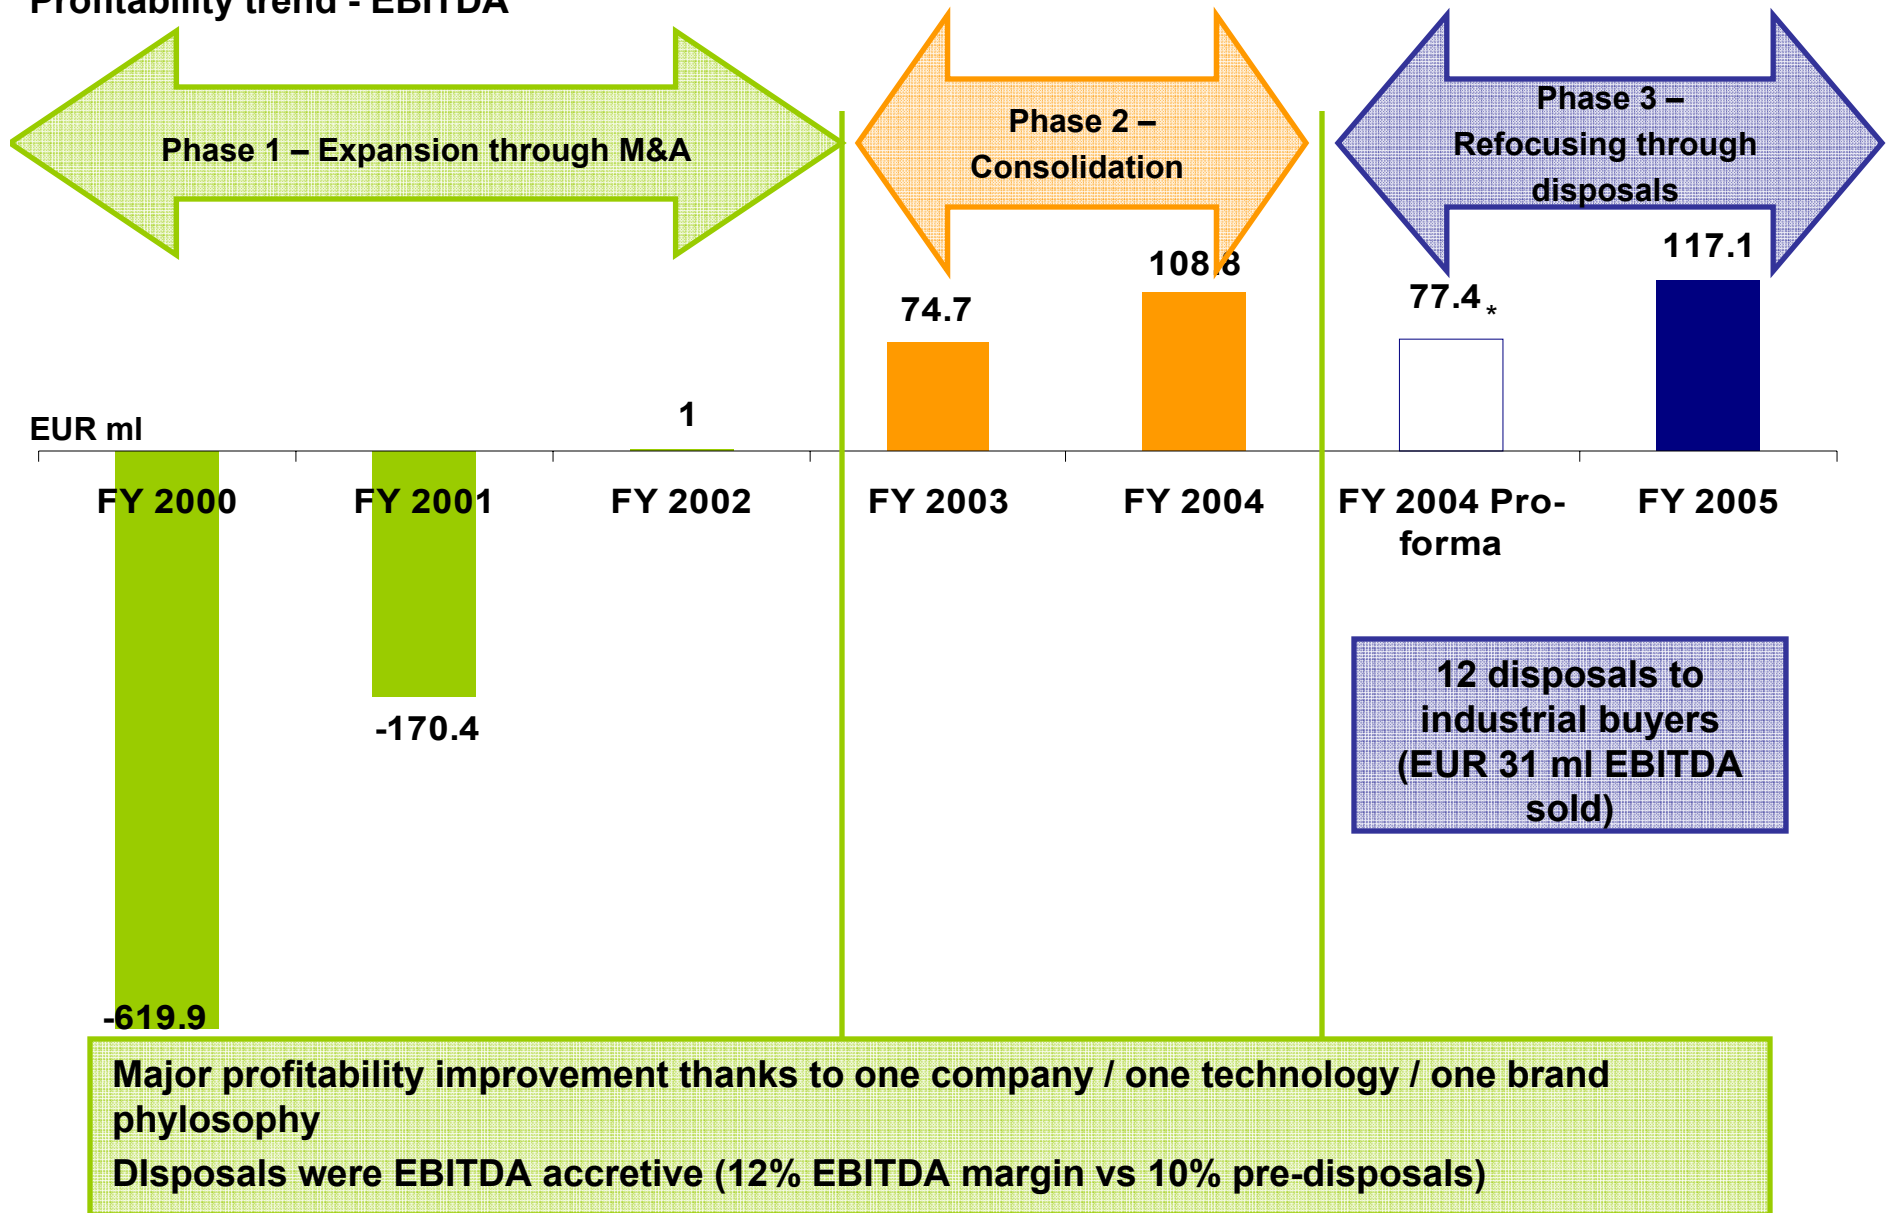 Profitability trend - EBITDA
Phase 1 – Expansion through M&A
Phase 2 –
Consolidation
Phase 3 –
Refocusing through
disposals
117.1
108.8
77.4 *
74.7
1
EUR ml
FY 2000 FY 2001 FY 2002 FY 2003 FY 2004 FY 2004 Pro- FY 2005
forma
-170.4
12 disposals to
industrial buyers
(EUR 31 ml EBITDA
sold)
-619.9
Major profitability improvement thanks to one company / one technology / one brand
phylosophy
DIsposals were EBITDA accretive (12% EBITDA margin vs 10% pre-disposals)